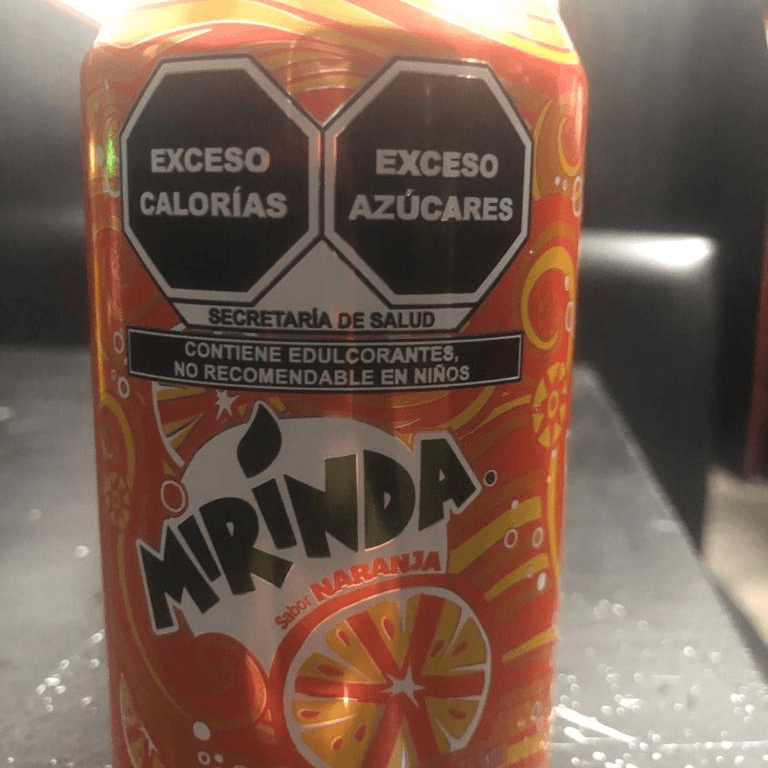 EXCESO
CALORÍAS
EXCESO
AZÚCARES
SECRETARÍA DE SALUD
CONTIENE EDULCORANTES,
NO RECOMENDABLE EN NIÑOS
MIRINDA
Sabor NARANJA